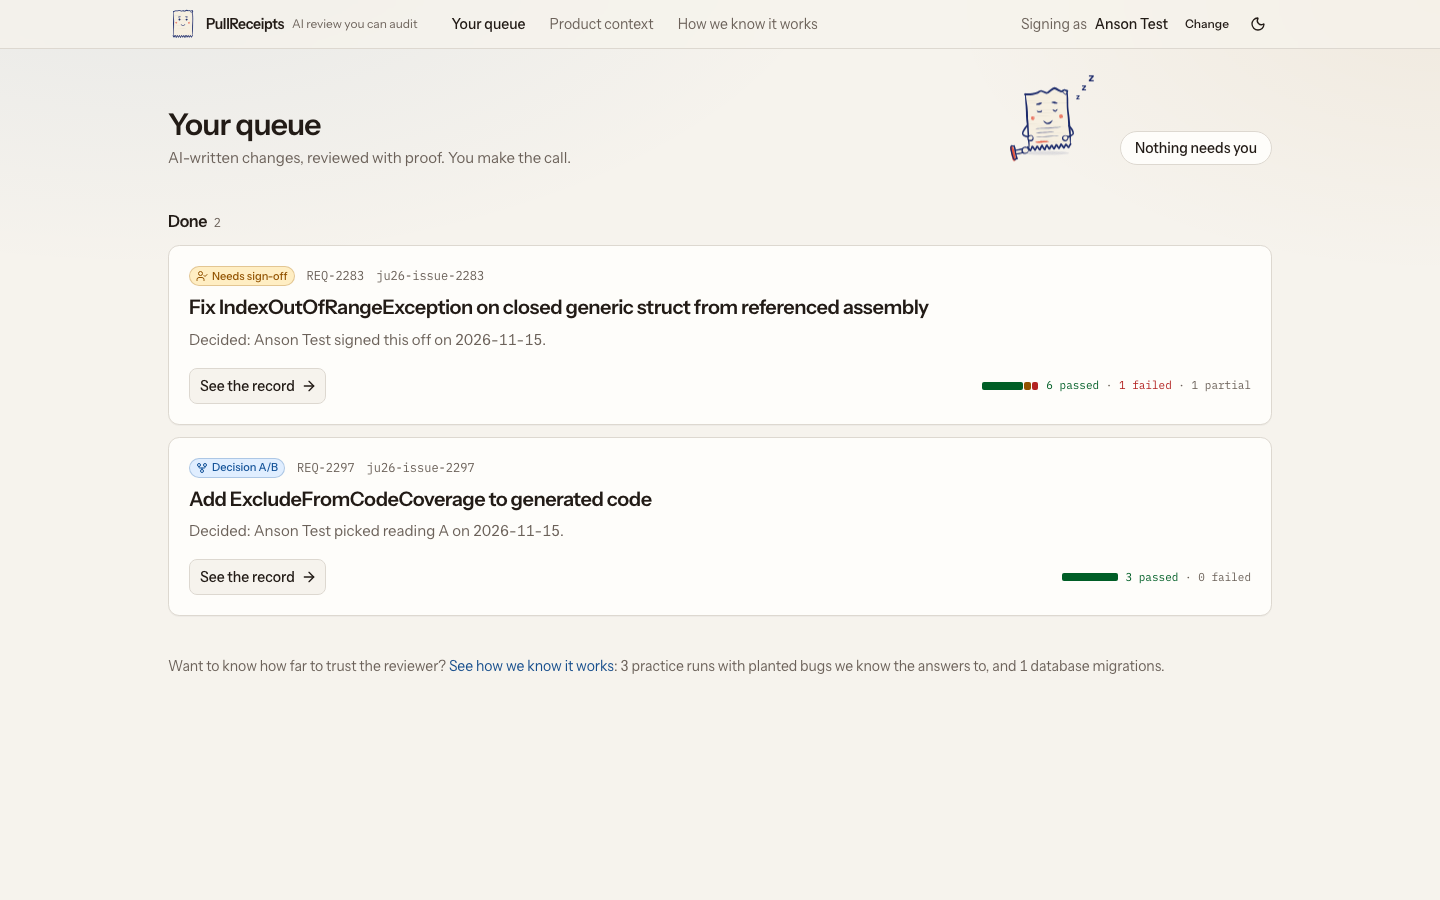 PullReceipts AI review you can audit Your queue Product context How we know it works Signing as Anson Test Change
z
z
z
Your queue
AI-written changes, reviewed with proof. You make the call.
Nothing needs you
Done 2
Needs sign-off REQ-2283 ju26-issue-2283
Fix IndexOutOfRangeException on closed generic struct from referenced assembly
Decided: Anson Test signed this off on 2026-11-15.
See the record → 6 passed · 1 failed · 1 partial
Decision A/B REQ-2297 ju26-issue-2297
Add ExcludeFromCodeCoverage to generated code
Decided: Anson Test picked reading A on 2026-11-15.
See the record → 3 passed · 0 failed
Want to know how far to trust the reviewer? See how we know it works: 3 practice runs with planted bugs we know the answers to, and 1 database migrations.